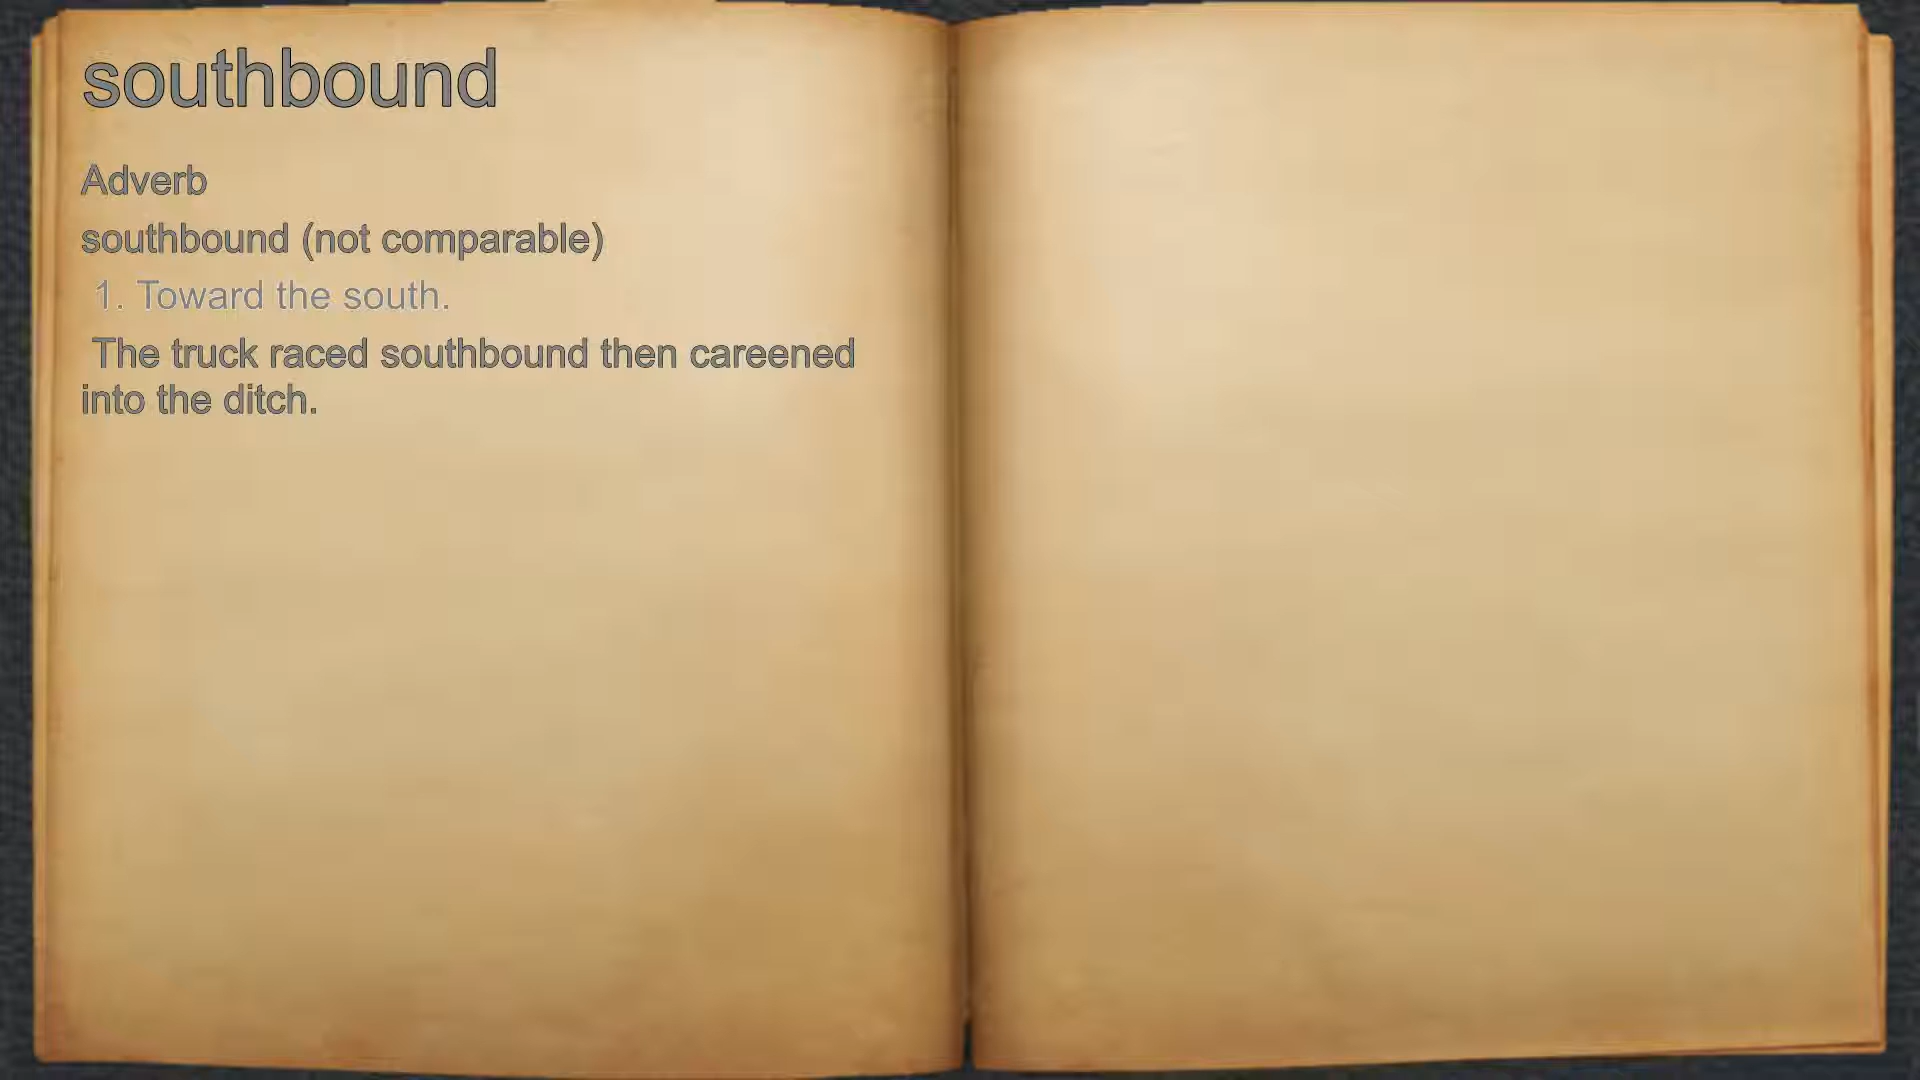 southbound
Adverb
southbound (not comparable)
1. Toward the south.
The truck raced southbound then careened
into the ditch.